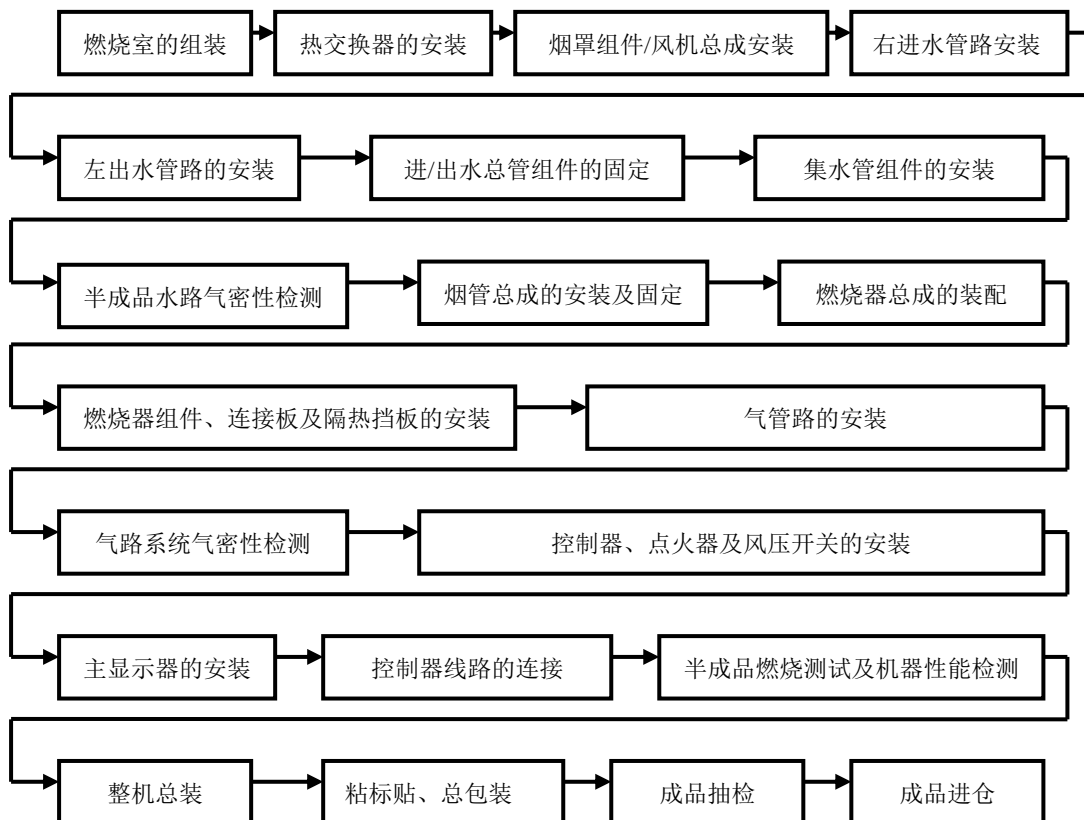 燃烧室的组装
热交换器的安装
烟罩组件/风机总成安装
右进水管路安装
左出水管路的安装
进/出水总管组件的固定
集水管组件的安装
半成品水路气密性检测
烟管总成的安装及固定
燃烧器总成的装配
燃烧器组件、连接板及隔热挡板的安装
气管路的安装
气路系统气密性检测
控制器、点火器及风压开关的安装
主显示器的安装
控制器线路的连接
半成品燃烧测试及机器性能检测
整机总装
粘标贴、总包装
成品抽检
成品进仓